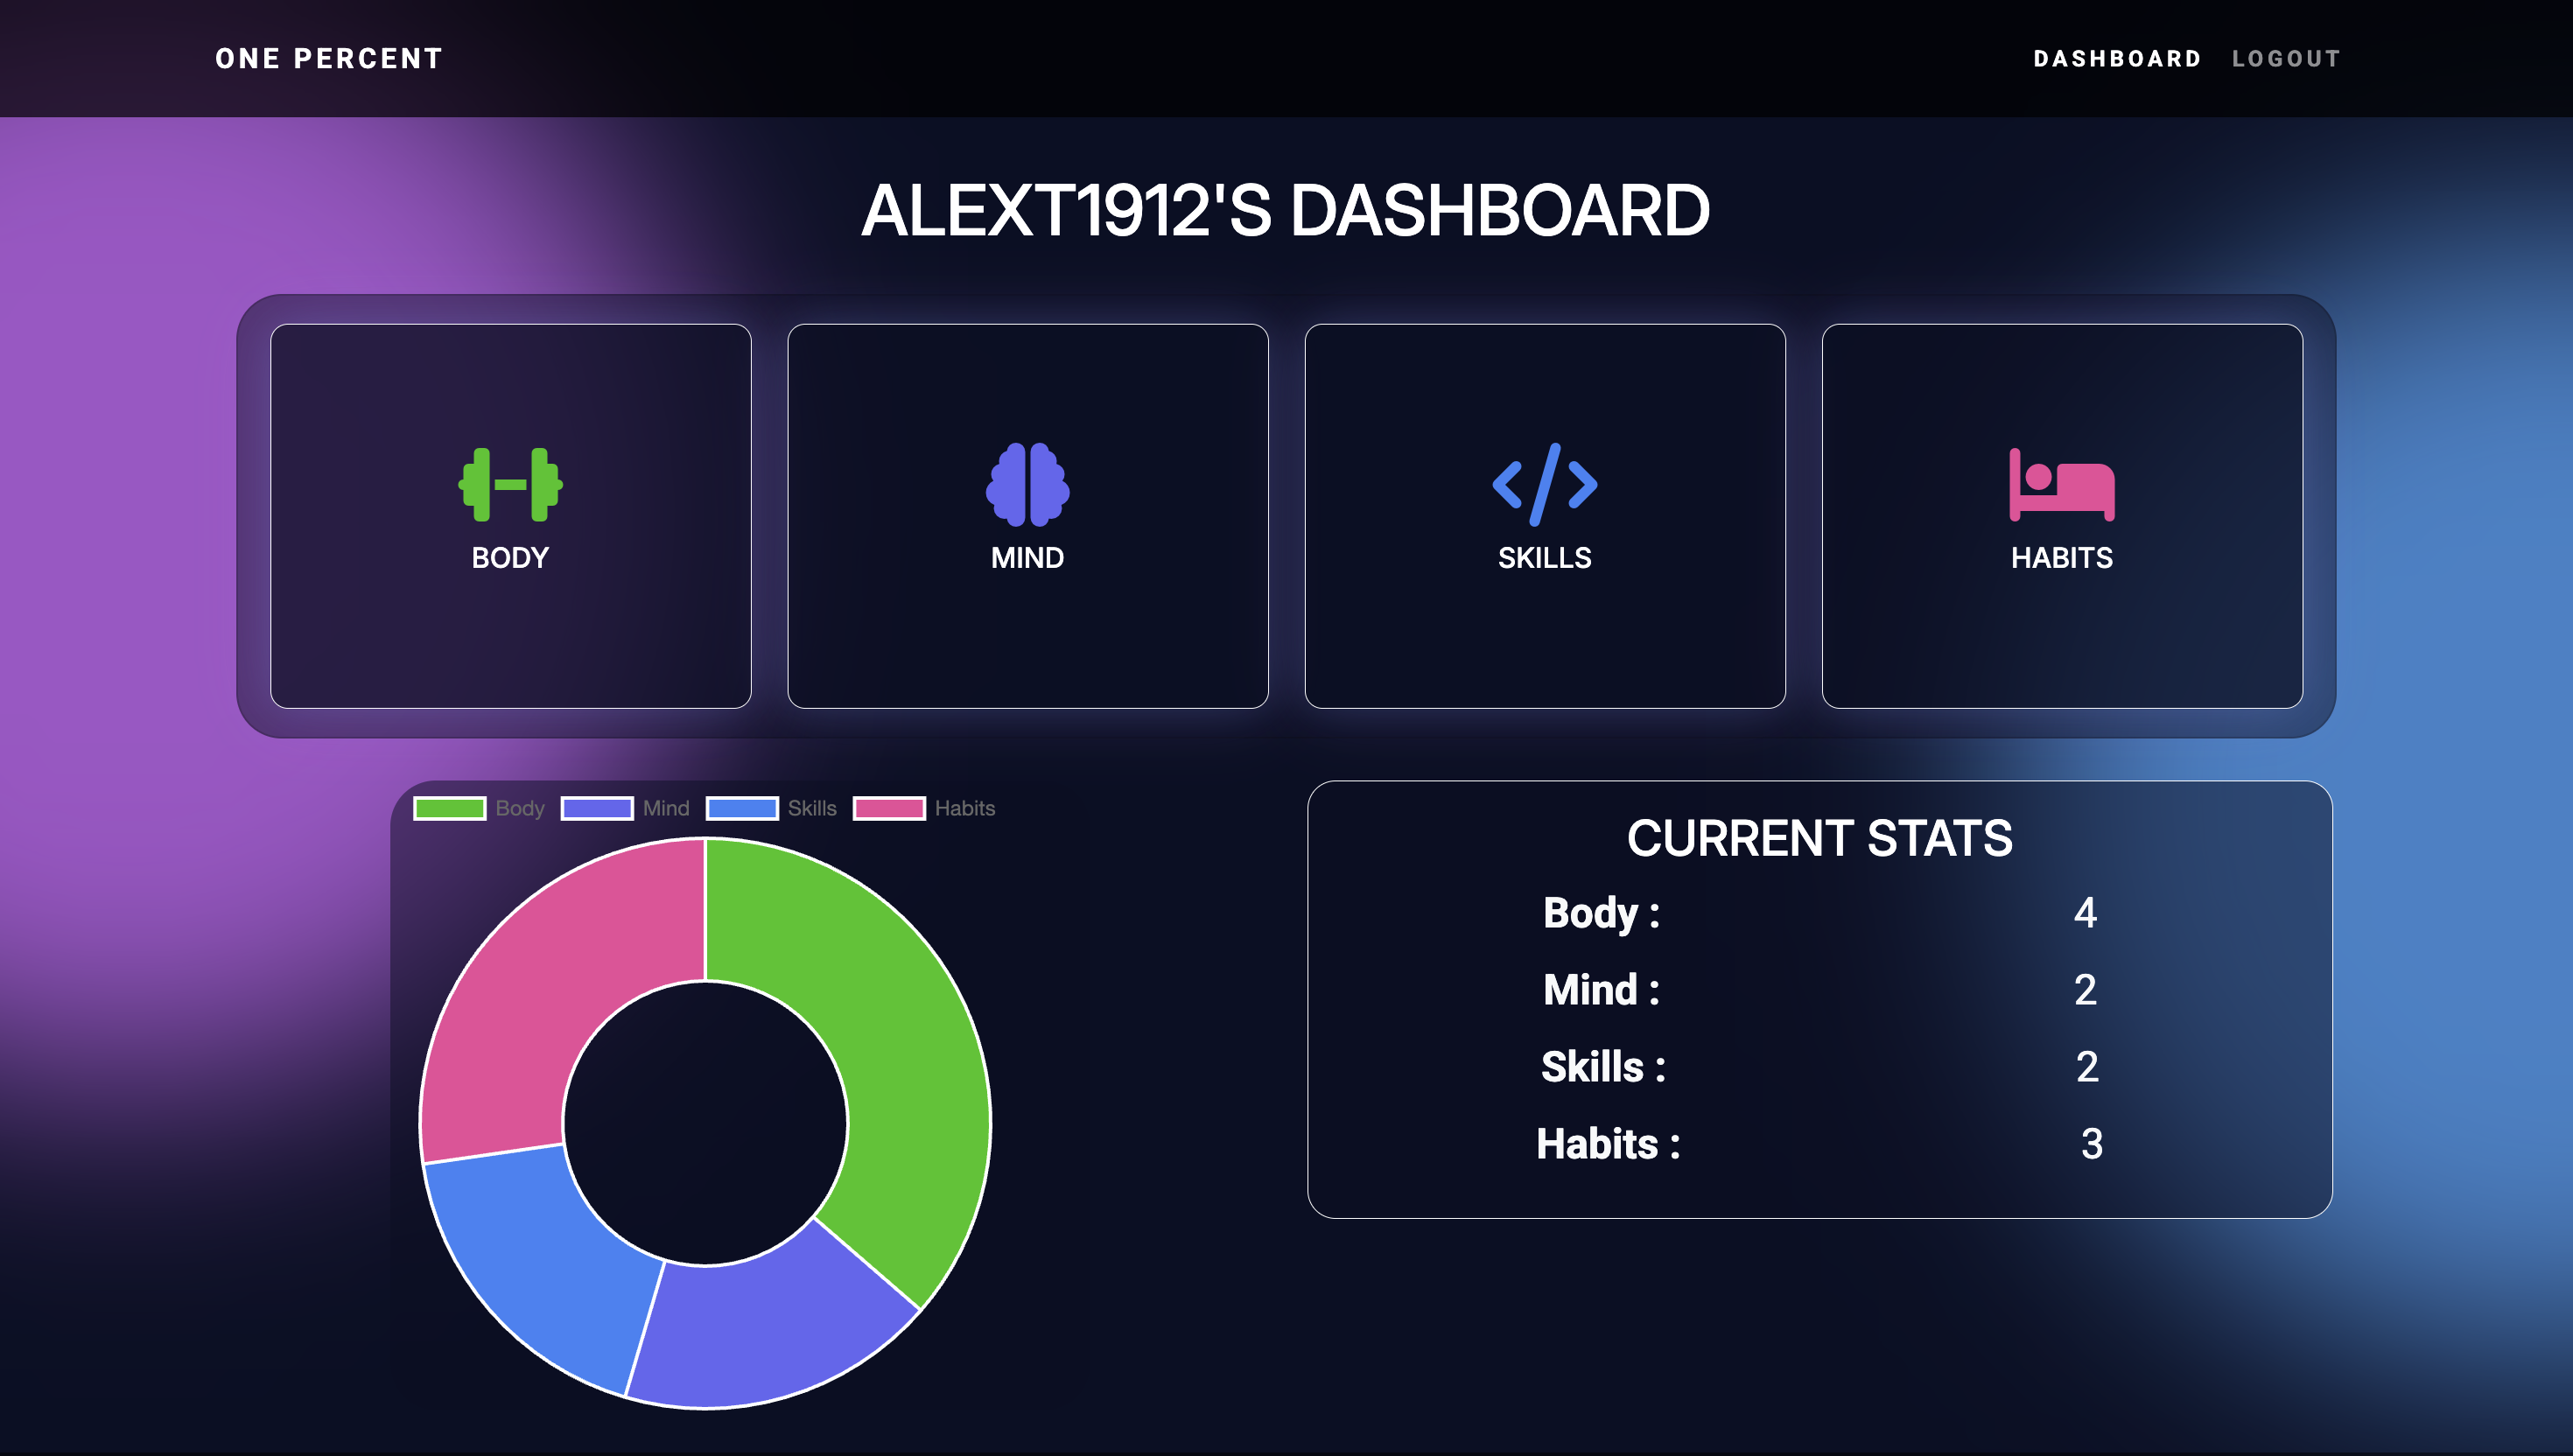 ONE PERCENT
DASHBOARD LOGOUT
ALEXT1912'S DASHBOARD
BODY
MIND
SKILLS
HABITS
Body Mind Skills Habits
CURRENT STATS
Body : 4
Mind : 2
Skills : 2
Habits : 3